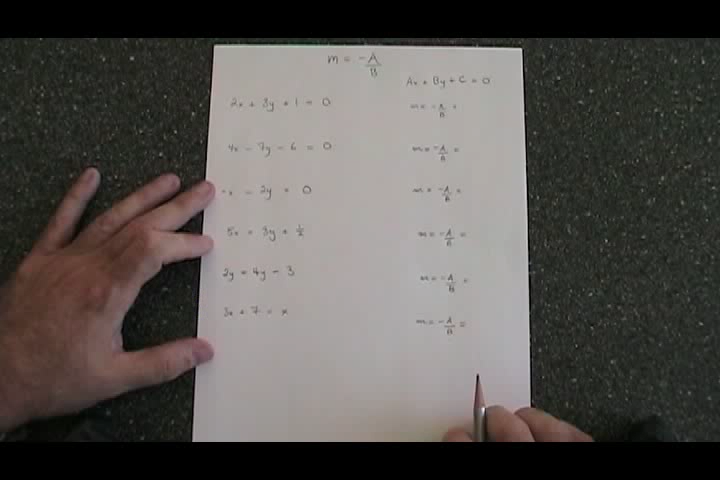 m = -A/B
Ax + By + C = 0
2x + 3y + 1 = 0 m = -A/B =
4x - 7y - 6 = 0 m = -A/B =
-x - 2y = 0 m = -A/B =
5x = 3y + 1/2 m = -A/B =
2y = 4y - 3 m = -A/B =
3x + 7 = x m = -A/B =